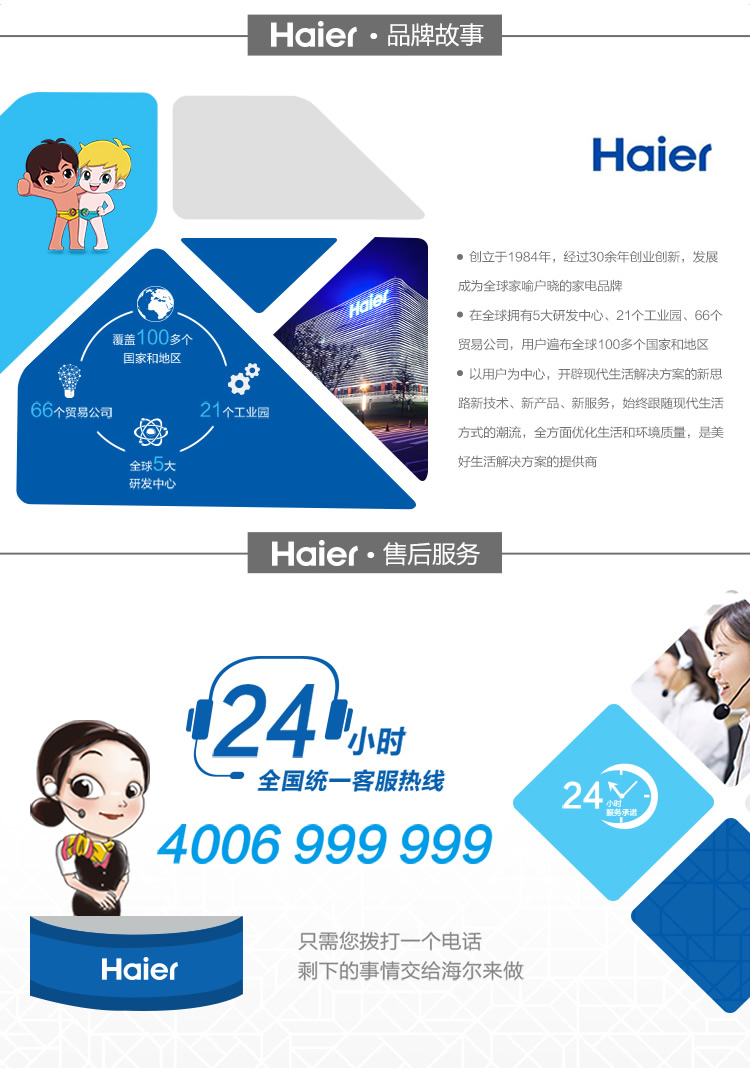 Haier · 品牌故事
Haier
Haier
覆盖100多个
国家和地区
66个贸易公司
21个工业园
全球5大
研发中心
● 创立于1984年，经过30余年创业创新，发展
成为全球家喻户晓的家电品牌
● 在全球拥有5大研发中心、21个工业园、66个
贸易公司，用户遍布全球100多个国家和地区
● 以用户为中心，开辟现代生活解决方案的新思
路新技术、新产品、新服务，始终跟随现代生活
方式的潮流，全方面优化生活和环境质量，是美
好生活解决方案的提供商
Haier · 售后服务
24小时
全国统一客服热线
4006 999 999
24小时
服务承诺
只需您拨打一个电话
剩下的事情交给海尔来做
Haier